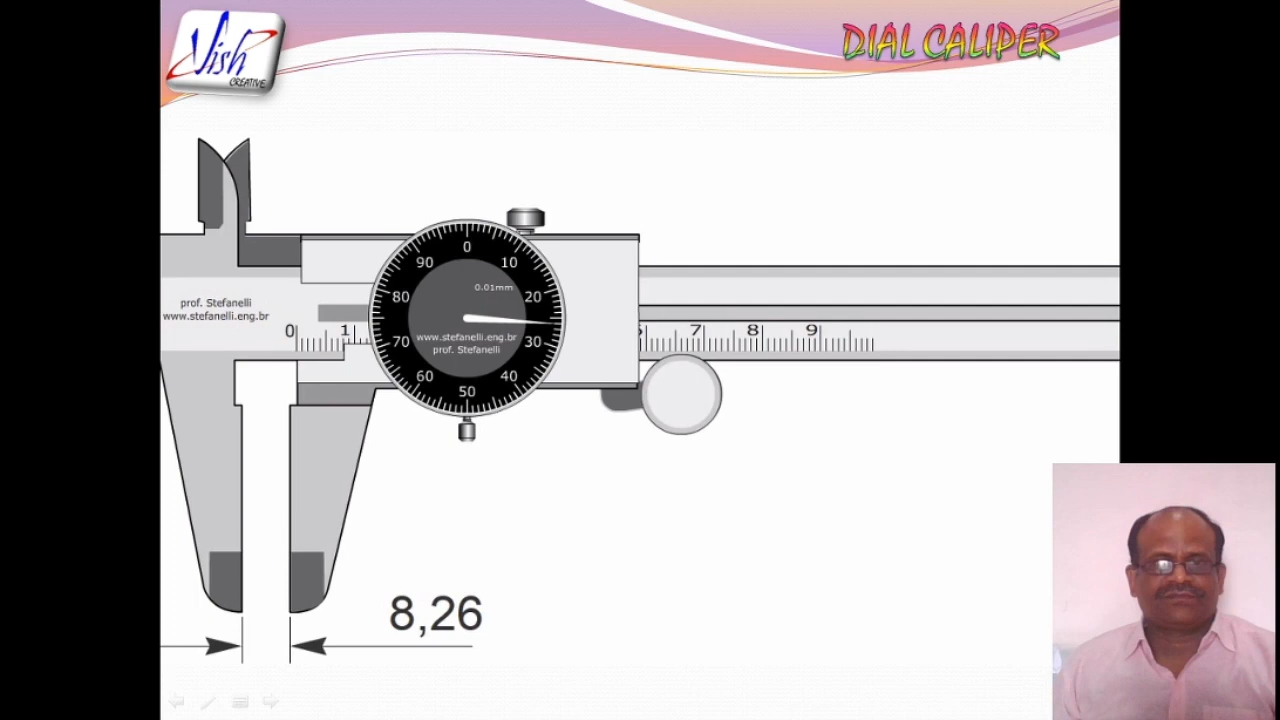 Vish
CREATIVE
DIAL CALIPER
0
10
20
30
40
50
60
70
80
90
0.01mm
www.stefanelli.eng.br
prof. Stefanelli
prof. Stefanelli
www.stefanelli.eng.br
0 1 7 8 9
8,26